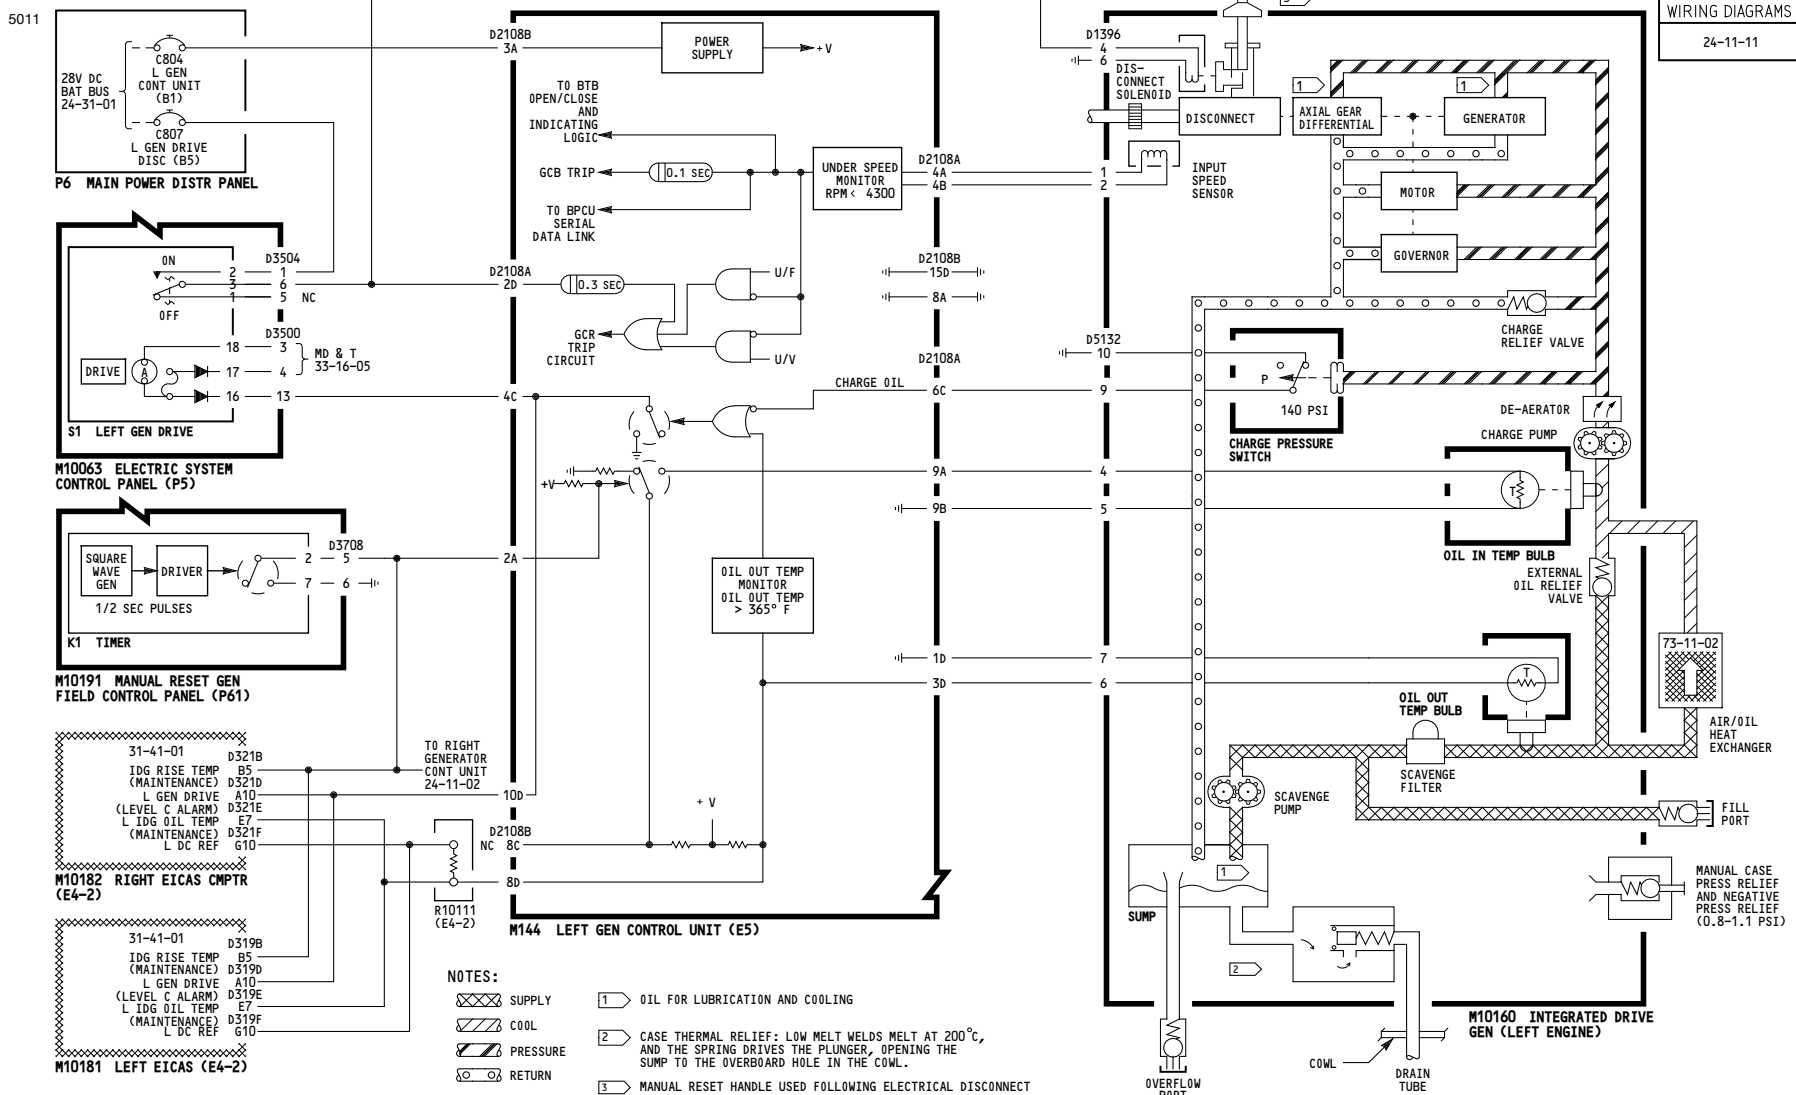 5011
WIRING DIAGRAMS
24-11-11
28V DC
BAT BUS
24-31-01
C804
L GEN
CONT UNIT
(B1)
C807
L GEN DRIVE
DISC (B5)
P6 MAIN POWER DISTR PANEL
ON
OFF
2
3
1
D3504
1
6
5 NC
D3500
18 3
17 4
16 13
MD & T
33-16-05
DRIVE
A
S1 LEFT GEN DRIVE
M10063 ELECTRIC SYSTEM
CONTROL PANEL (P5)
SQUARE
WAVE
GEN
DRIVER
1/2 SEC PULSES
D3708
2 5
7 6
K1 TIMER
M10191 MANUAL RESET GEN
FIELD CONTROL PANEL (P61)
31-41-01
D321B
IDG RISE TEMP B5
(MAINTENANCE) D321D
L GEN DRIVE A10
(LEVEL C ALARM) D321E
L IDG OIL TEMP E7
(MAINTENANCE) D321F
L DC REF G10
M10182 RIGHT EICAS CMPTR
(E4-2)
31-41-01
D319B
IDG RISE TEMP B5
(MAINTENANCE) D319D
L GEN DRIVE A10
(LEVEL C ALARM) D319E
L IDG OIL TEMP E7
(MAINTENANCE) D319F
L DC REF G10
M10181 LEFT EICAS (E4-2)
TO RIGHT
GENERATOR
CONT UNIT
24-11-02
R10111
(E4-2)
D2108B
3A
POWER
SUPPLY
+V
TO BTB
OPEN/CLOSE
AND
INDICATING
LOGIC
GCB TRIP
0.1 SEC
TO BPCU
SERIAL
DATA LINK
UNDER SPEED
MONITOR
RPM < 4300
D2108A
4A
4B
D2108A
2D
0.3 SEC
U/F
GCR
TRIP
CIRCUIT
U/V
D2108B
15D
8A
D2108A
6C
CHARGE OIL
4C
+V
9A
9B
2A
OIL OUT TEMP
MONITOR
OIL OUT TEMP
> 365° F
1D
3D
10D
+ V
D2108B
NC 8C
8D
M144 LEFT GEN CONTROL UNIT (E5)
D1396
4
6
DIS-
CONNECT
SOLENOID
3
DISCONNECT
1
AXIAL GEAR
DIFFERENTIAL
1
GENERATOR
1
2
INPUT
SPEED
SENSOR
MOTOR
GOVERNOR
CHARGE
RELIEF VALVE
D5132
10
9
P
140 PSI
CHARGE PRESSURE
SWITCH
DE-AERATOR
CHARGE PUMP
4
5
T
OIL IN TEMP BULB
EXTERNAL
OIL RELIEF
VALVE
7
6
T
OIL OUT
TEMP BULB
73-11-02
AIR/OIL
HEAT
EXCHANGER
SCAVENGE
FILTER
SCAVENGE
PUMP
FILL
PORT
1
SUMP
2
MANUAL CASE
PRESS RELIEF
AND NEGATIVE
PRESS RELIEF
(0.8-1.1 PSI)
M10160 INTEGRATED DRIVE
GEN (LEFT ENGINE)
COWL
DRAIN
TUBE
OVERFLOW
PORT
NOTES:
SUPPLY
COOL
PRESSURE
RETURN
1 OIL FOR LUBRICATION AND COOLING
2 CASE THERMAL RELIEF: LOW MELT WELDS MELT AT 200°C,
AND THE SPRING DRIVES THE PLUNGER, OPENING THE
SUMP TO THE OVERBOARD HOLE IN THE COWL.
3 MANUAL RESET HANDLE USED FOLLOWING ELECTRICAL DISCONNECT